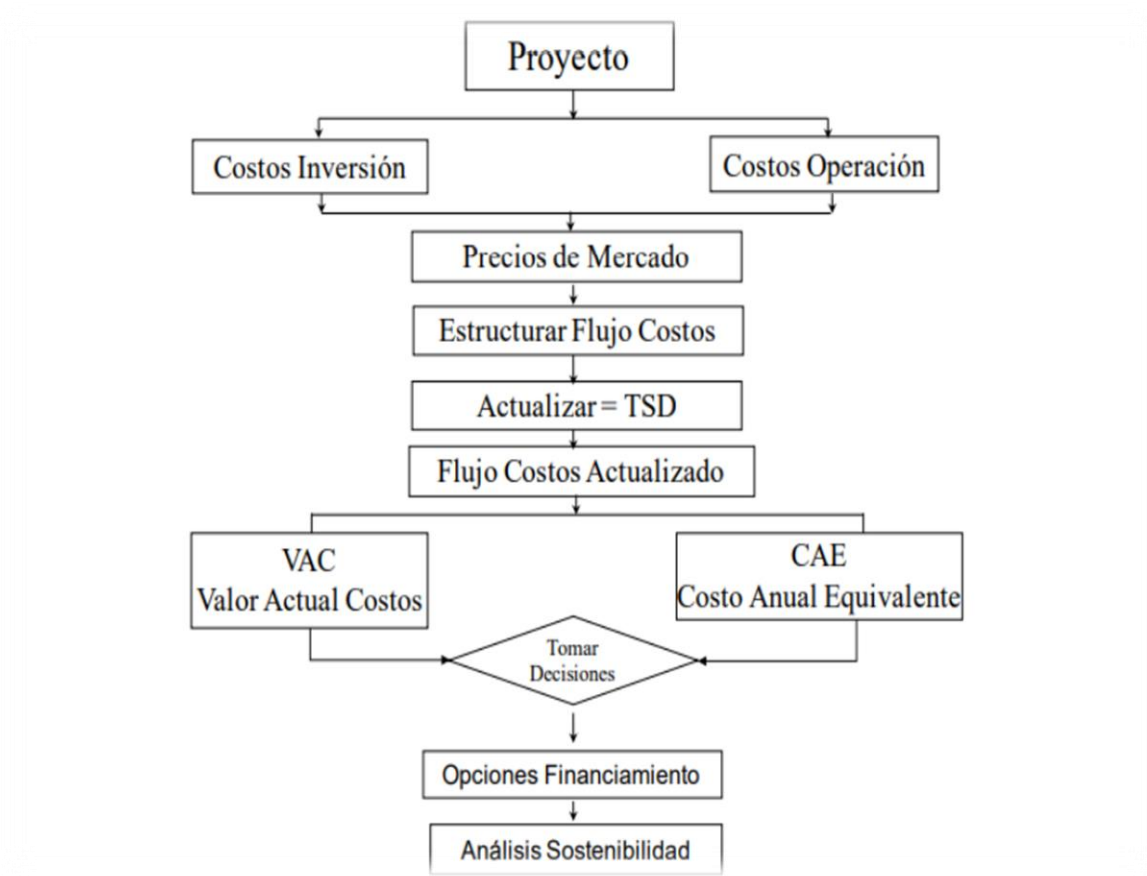 Proyecto
Costos Inversión
Costos Operación
Precios de Mercado
Estructurar Flujo Costos
Actualizar = TSD
Flujo Costos Actualizado
VAC
Valor Actual Costos
CAE
Costo Anual Equivalente
Tomar
Decisiones
Opciones Financiamiento
Análisis Sostenibilidad